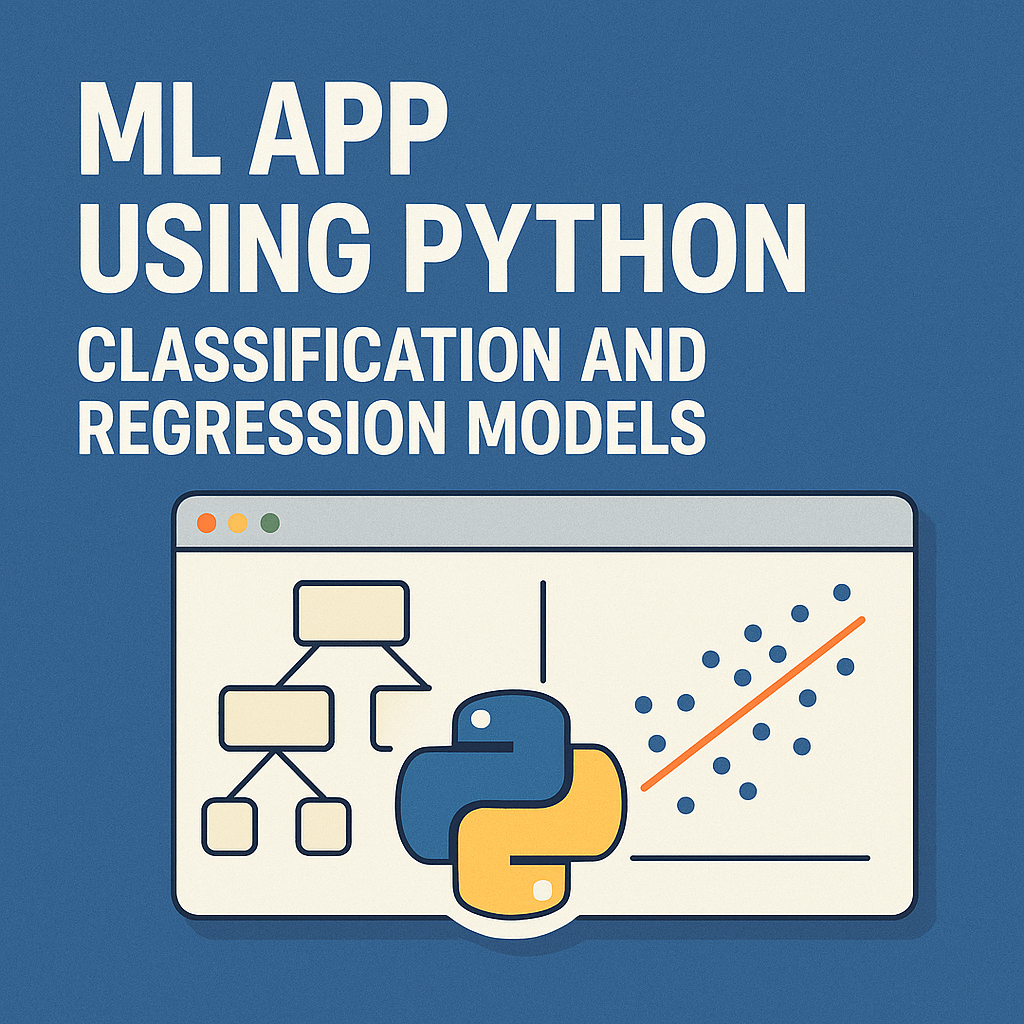 ML APP
USING PYTHON
CLASSIFICATION AND
REGRESSION MODELS